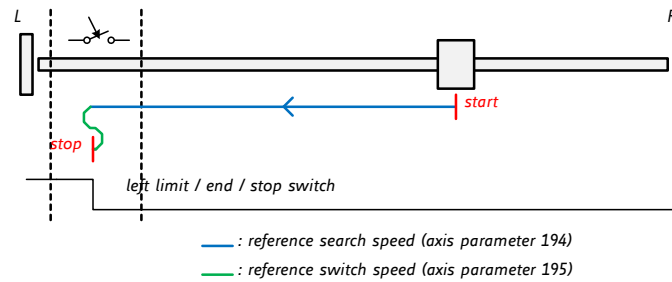 L
start
stop
left limit / end / stop switch
: reference search speed (axis parameter 194)
: reference switch speed (axis parameter 195)